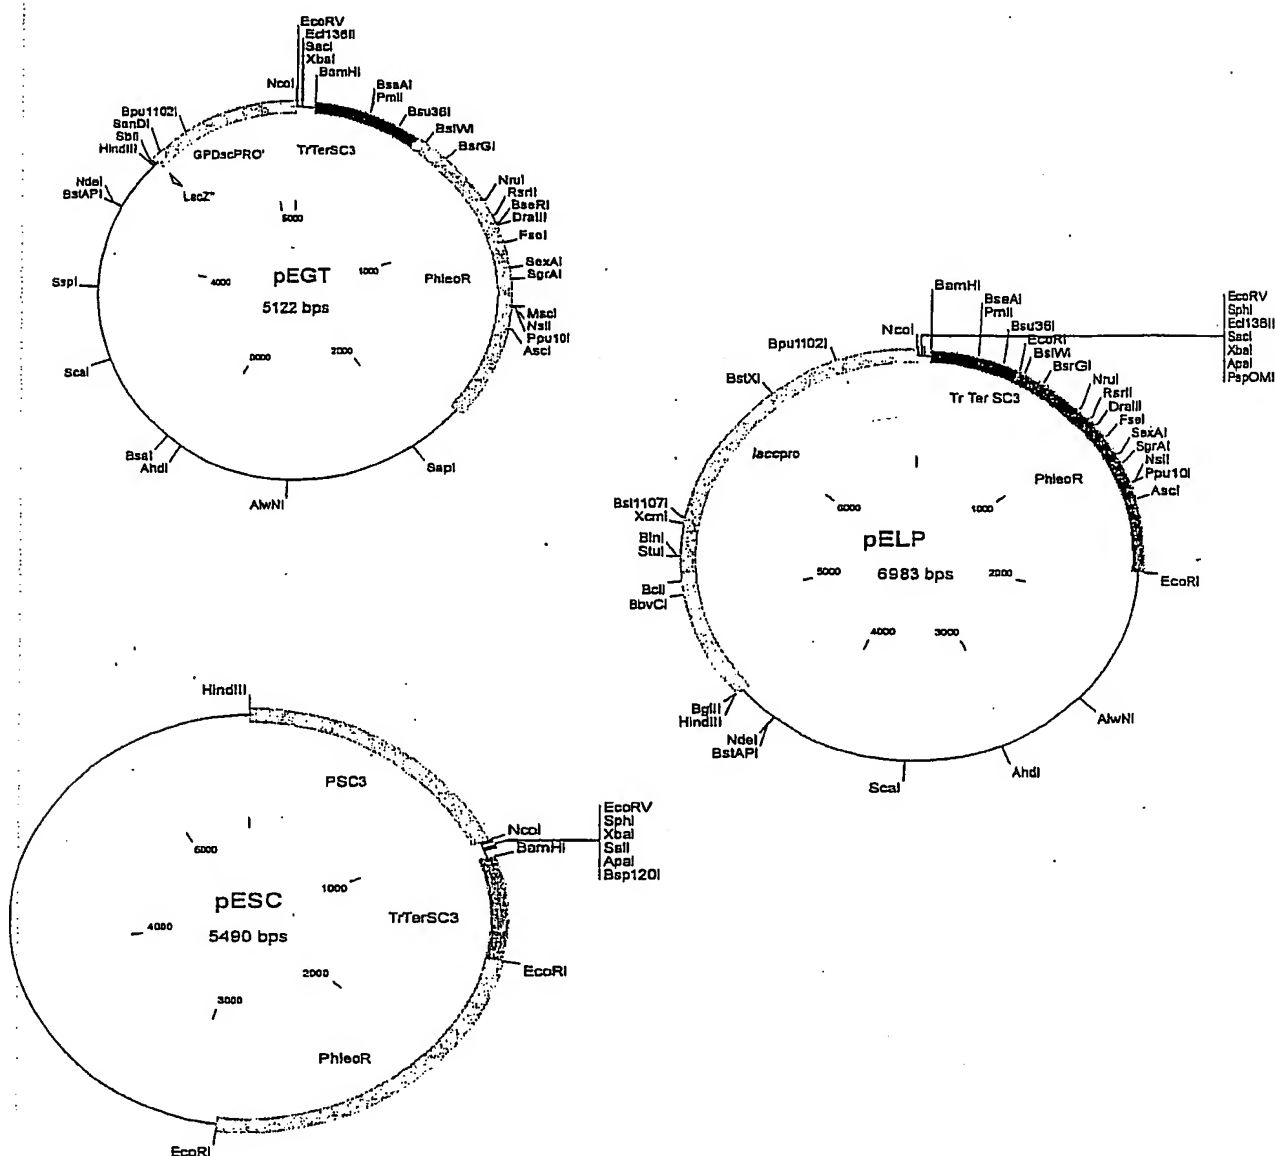 EcoRV
Ecl136II
SacI
XbaI
BamHI
NcoI
BsaAI
PmlI
Bsu36I
BsiWI
BsrGI
Bpu1102I
SanDI
SbfI
HindIII
GPDscPRO'
TrTerSC3
LacZ"
NdeI
BstAPI
NruI
RsrII
BseRI
DraIII
FseI
SexAI
SgrAI
PhleoR
MscI
NsiI
Ppu10I
AscI
5000
1000
4000
pEGT
5122 bps
2000
SspI
ScaI
BsaI
AhdI
AlwNI
SapI
BamHI
BsaAI
PmlI
Bsu36I
EcoRI
BsiWI
BsrGI
NcoI
EcoRV
SphI
Ecl136II
SacI
XbaI
ApaI
PspOMI
Bpu1102I
BstXI
NruI
RsrII
DraIII
FseI
SexAI
SgrAI
NsiI
Ppu10I
AscI
Tr Ter SC3
laccpro
PhleoR
6000
1000
Bst1107I
XcmI
BlnI
StuI
BclI
BbvCI
pELP
6983 bps
5000
2000
4000
3000
EcoRI
BglII
HindIII
NdeI
BstAPI
ScaI
AhdI
AlwNI
HindIII
PSC3
NcoI
BamHI
EcoRV
SphI
XbaI
SalI
ApaI
Bsp120I
1000
pESC
5490 bps
4000
TrTerSC3
2000
3000
EcoRI
PhleoR
EcoRI